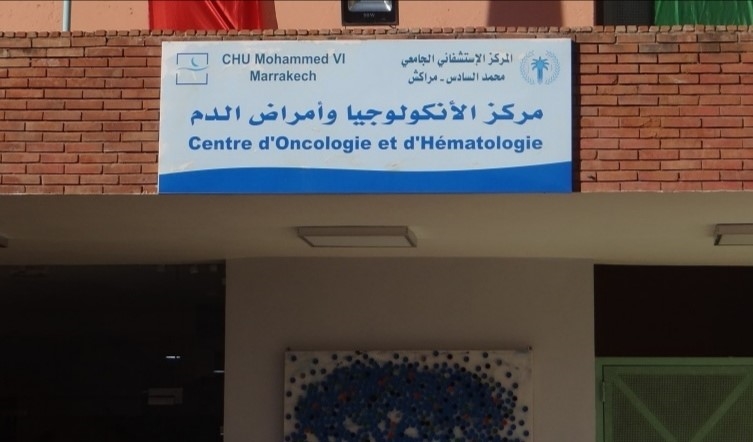 CHU Mohammed VI
Marrakech
المركز الإستشفائي الجامعي
محمد السادس - مراكش
مركز الأنكولوجيا وأمراض الدم
Centre d'Oncologie et d'Hématologie